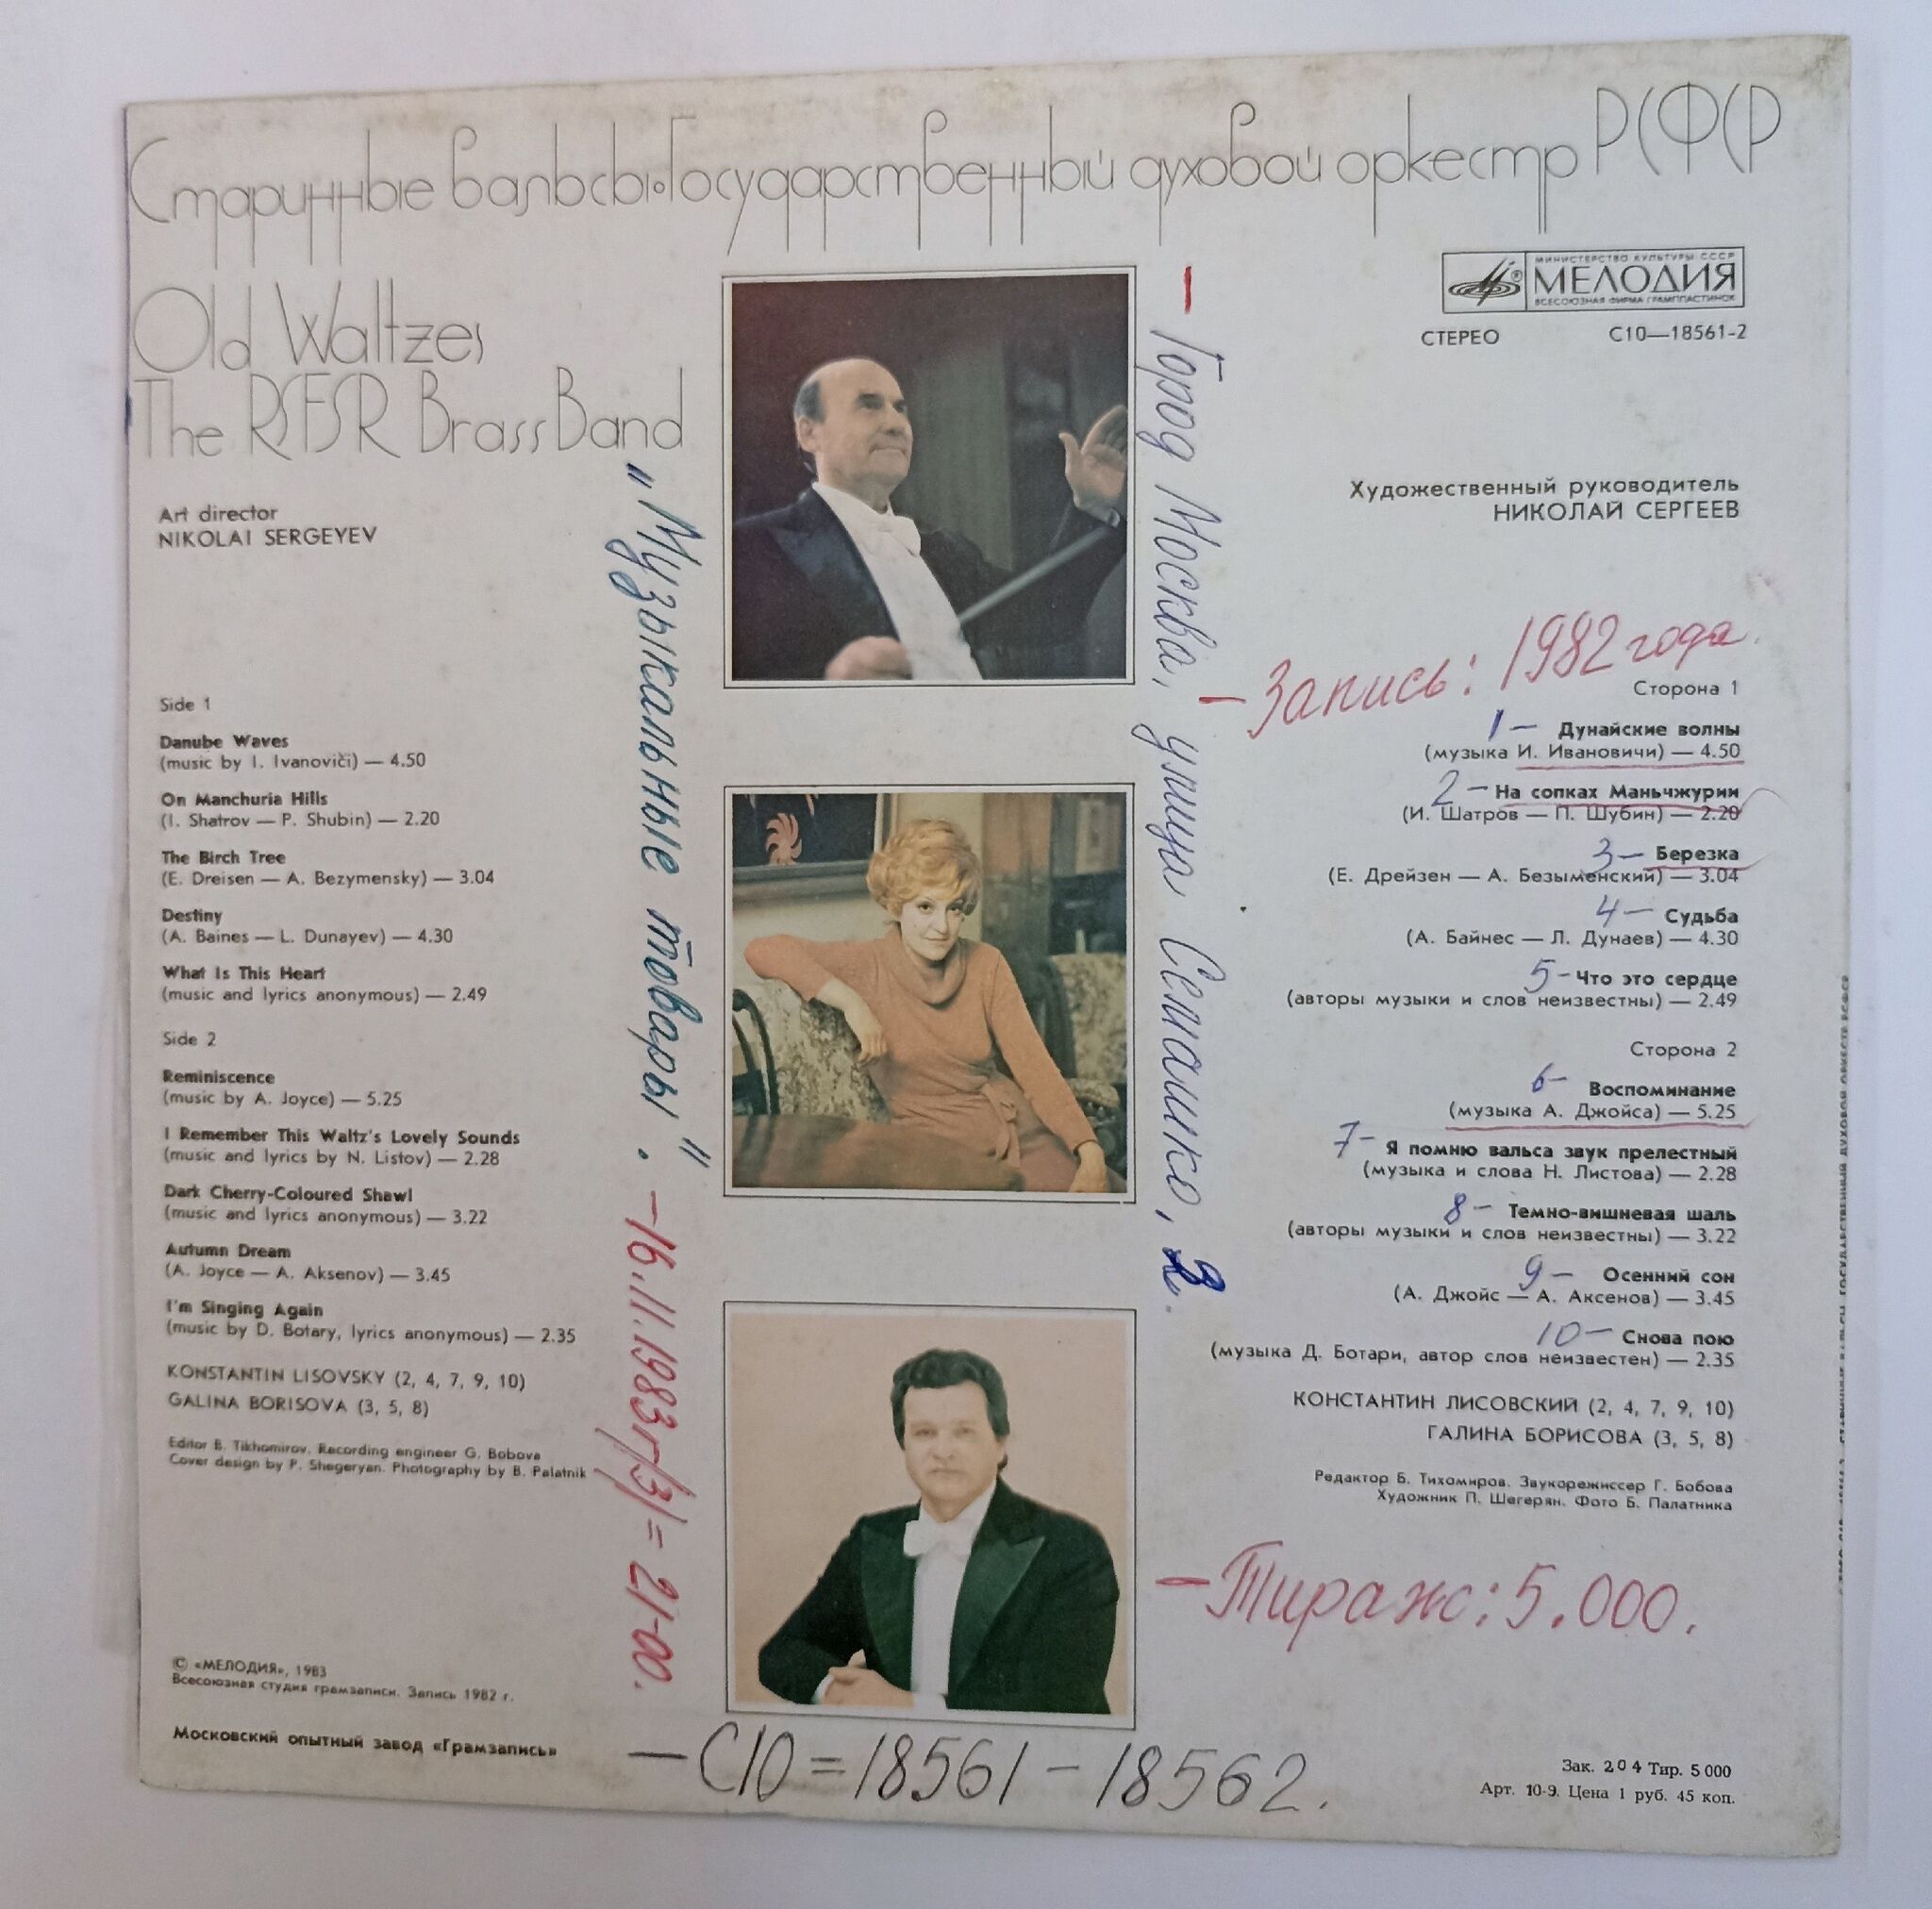 Старинные вальсы•Государственный духовой оркестр РСФСР
Old Waltzes
The RSFSR Brass Band
Art director
NIKOLAI SERGEYEV
Side 1
Danube Waves
(music by I. Ivanoviči) — 4.50
On Manchuria Hills
(I. Shatrov — P. Shubin) — 2.20
The Birch Tree
(E. Dreisen — A. Bezymensky) — 3.04
Destiny
(A. Baines — L. Dunayev) — 4.30
What Is This Heart
(music and lyrics anonymous) — 2.49
Side 2
Reminiscence
(music by A. Joyce) — 5.25
I Remember This Waltz's Lovely Sounds
(music and lyrics by N. Listov) — 2.28
Dark Cherry-Coloured Shawl
(music and lyrics anonymous) — 3.22
Autumn Dream
(A. Joyce — A. Aksenov) — 3.45
I'm Singing Again
(music by D. Botary, lyrics anonymous) — 2.35
KONSTANTIN LISOVSKY (2, 4, 7, 9, 10)
GALINA BORISOVA (3, 5, 8)
Editor B. Tikhomirov. Recording engineer G. Bobova
Cover design by P. Shegeryan. Photography by B. Palatnik
© «МЕЛОДИЯ», 1983
Всесоюзная студия грамзаписи. Запись 1982 г.
Московский опытный завод «Грамзапись»
„Музыкальные товары". —16.11.1983г/3/= 21-00.
— Город Москва, улица Семашко, 2.
— С10=18561-18562.
МИНИСТЕРСТВО КУЛЬТУРЫ СССР
МЕЛОДИЯ
ВСЕСОЮЗНАЯ ФИРМА ГРАМПЛАСТИНОК
СТЕРЕО С10—18561-2
Художественный руководитель
НИКОЛАЙ СЕРГЕЕВ
— Запись: 1982 года.
Сторона 1
1— Дунайские волны
(музыка И. Ивановичи) — 4.50
2— На сопках Маньчжурии
(И. Шатров — П. Шубин) — 2.20
3— Березка
(Е. Дрейзен — А. Безыменский) — 3.04
4— Судьба
(А. Байнес — Л. Дунаев) — 4.30
5— Что это сердце
(авторы музыки и слов неизвестны) — 2.49
Сторона 2
6— Воспоминание
(музыка А. Джойса) — 5.25
7— Я помню вальса звук прелестный
(музыка и слова Н. Листова) — 2.28
8— Темно-вишневая шаль
(авторы музыки и слов неизвестны) — 3.22
9— Осенний сон
(А. Джойс — А. Аксенов) — 3.45
10— Снова пою
(музыка Д. Ботари, автор слов неизвестен) — 2.35
КОНСТАНТИН ЛИСОВСКИЙ (2, 4, 7, 9, 10)
ГАЛИНА БОРИСОВА (3, 5, 8)
Редактор Б. Тихомиров. Звукорежиссер Г. Бобова
Художник П. Шегерян. Фото Б. Палатника
— Тираж: 5.000.
Зак. 204 Тир. 5000
Арт. 10-9. Цена 1 руб. 45 коп.